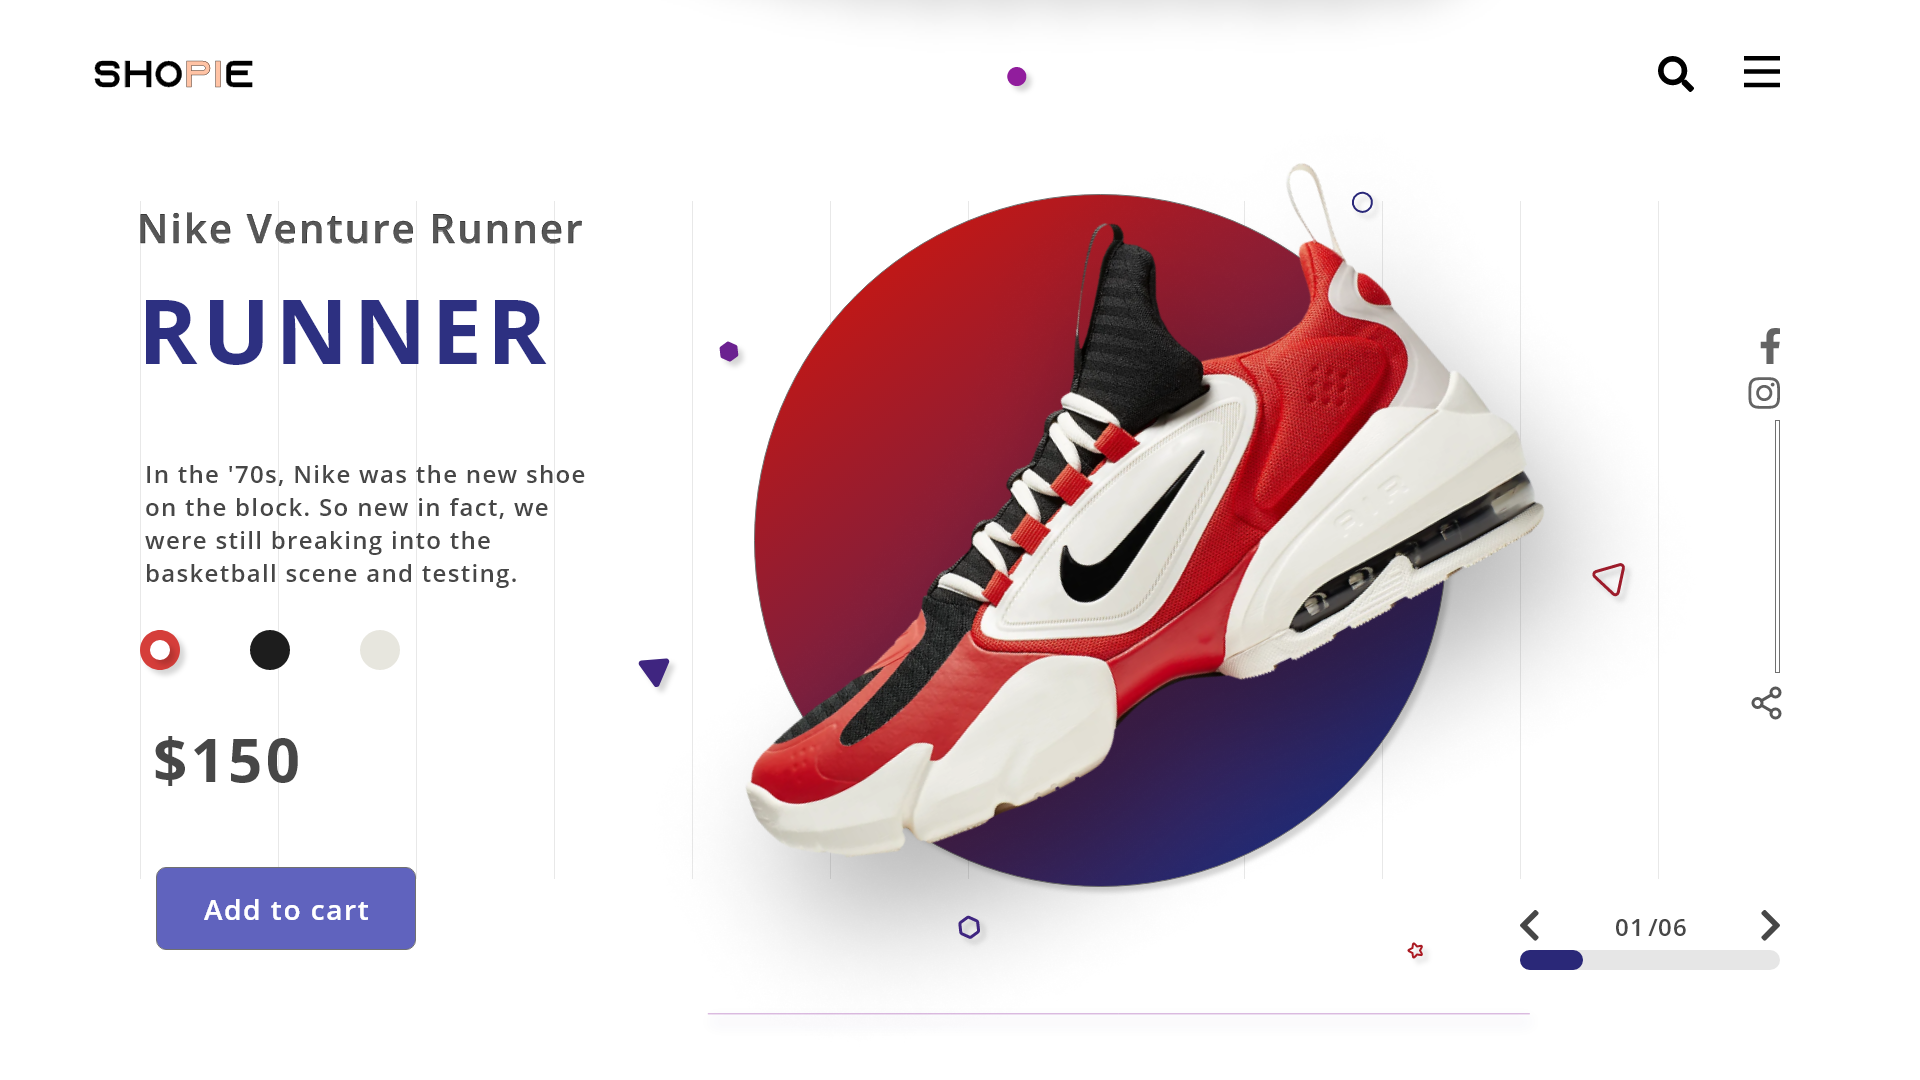 SHOPIE
Nike Venture Runner
RUNNER
In the '70s, Nike was the new shoe
on the block. So new in fact, we
were still breaking into the
basketball scene and testing.
$150
Add to cart
AIR
01/06